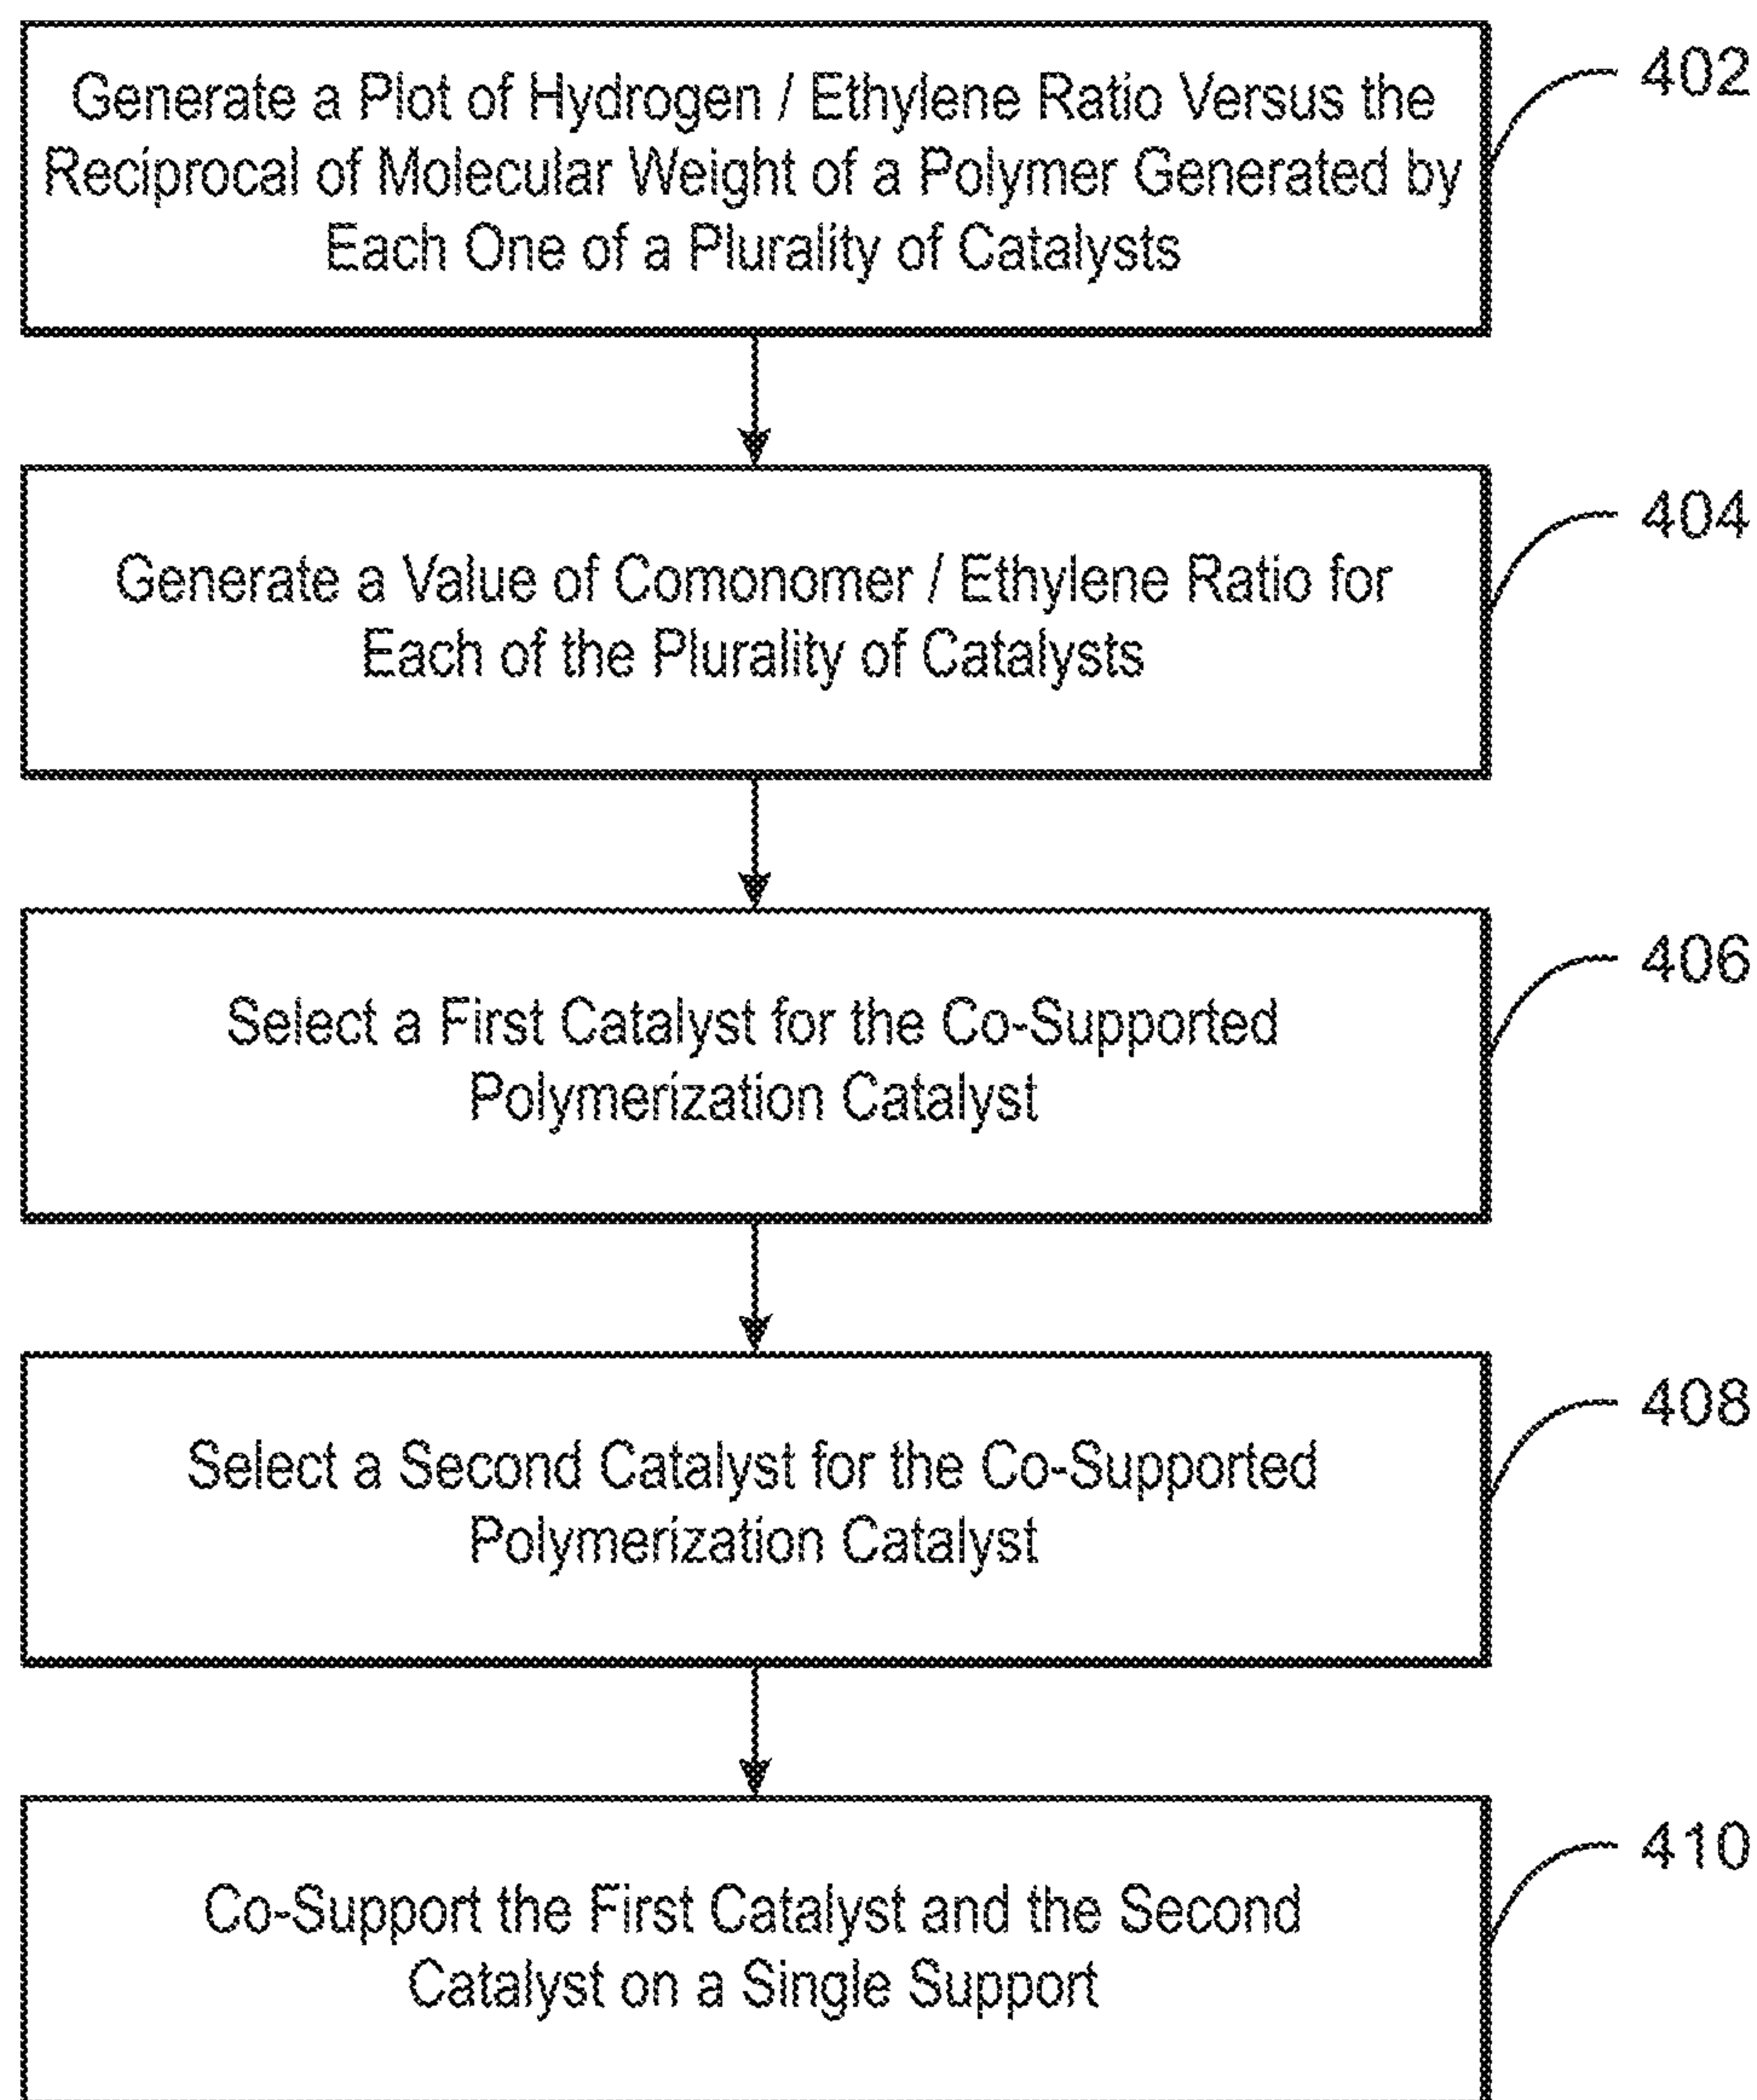 Generate a Plot of Hydrogen / Ethylene Ratio Versus the
Reciprocal of Molecular Weight of a Polymer Generated by
Each One of a Plurality of Catalysts
402
Generate a Value of Comonomer / Ethylene Ratio for
Each of the Plurality of Catalysts
404
Select a First Catalyst for the Co-Supported
Polymerization Catalyst
406
Select a Second Catalyst for the Co-Supported
Polymerization Catalyst
408
Co-Support the First Catalyst and the Second
Catalyst on a Single Support
410